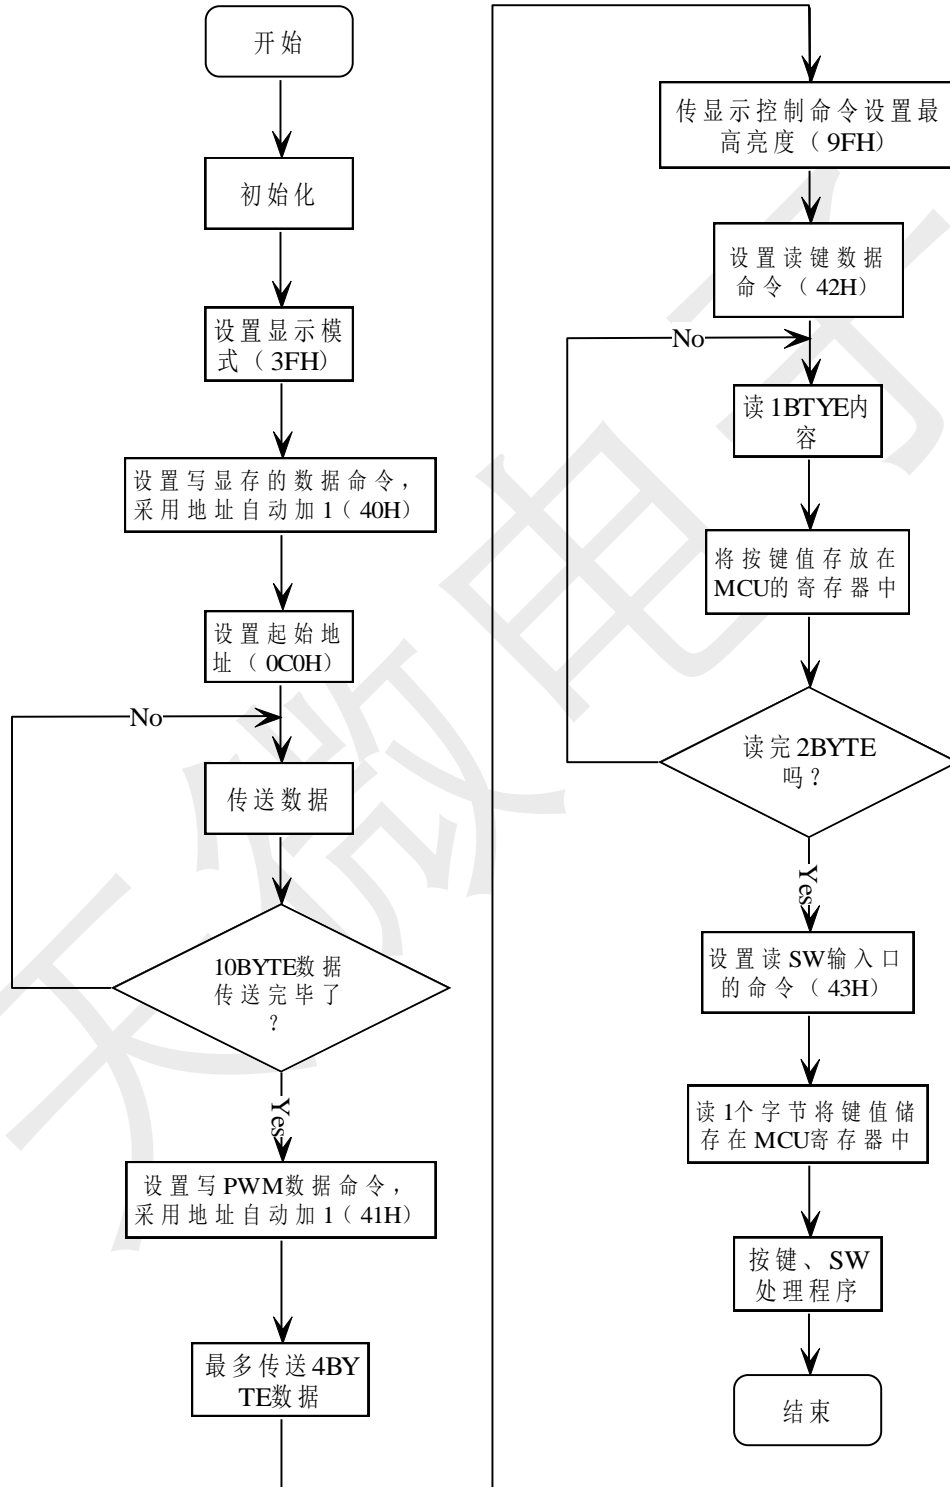 开始
初始化
设置显示模
式（3FH)
设置写显存的数据命令，
采用地址自动加1（40H）
设置起始地
址（0C0H）
No
传送数据
10BYTE数据
传送完毕了
？
Yes
设置写PWM数据命令，
采用地址自动加1（41H）
最多传送4BY
TE数据
传显示控制命令设置最
高亮度（9FH）
设置读键数据
命令（42H）
No
读1BTYE内
容
将按键值存放在
MCU的寄存器中
读完2BYTE
吗？
Yes
设置读SW输入口
的命令（43H）
读1个字节将键值储
存在MCU寄存器中
按键、SW
处理程序
结束
天微电子